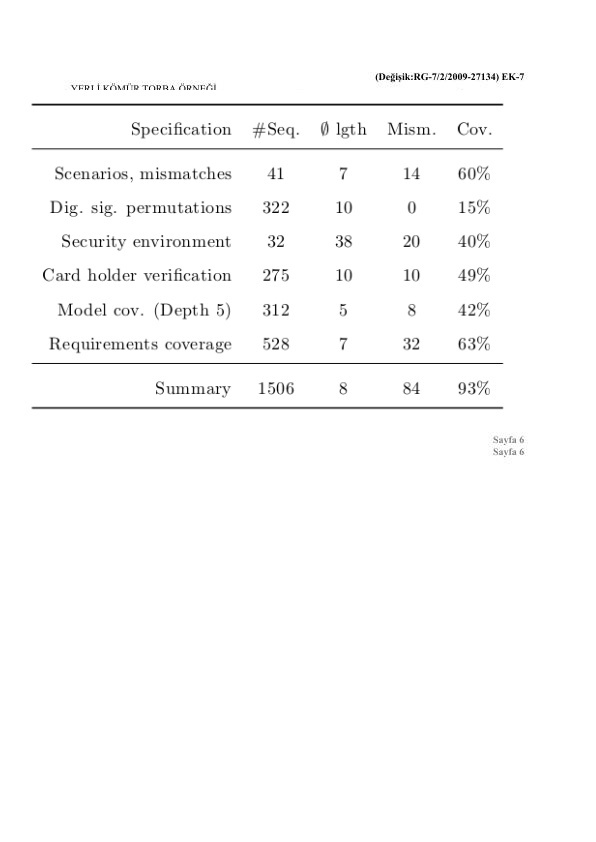 (Değişik:RG-7/2/2009-27134) EK-7
YERLİ KÖMÜR TORBA ÖRNEĞİ
Specification #Seq. ∅ lgth Mism. Cov.
Scenarios, mismatches 41 7 14 60%
Dig. sig. permutations 322 10 0 15%
Security environment 32 38 20 40%
Card holder verification 275 10 10 49%
Model cov. (Depth 5) 312 5 8 42%
Requirements coverage 528 7 32 63%
Summary 1506 8 84 93%
Sayfa 6
Sayfa 6